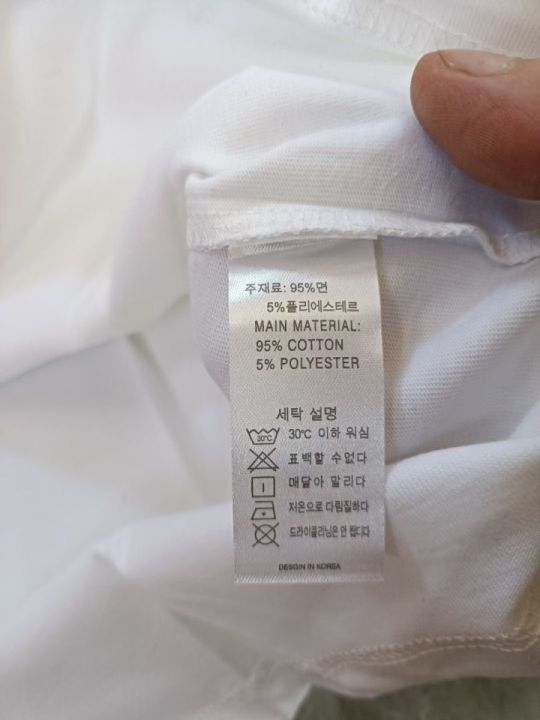 주재료: 95%면
5%폴리에스테르
MAIN MATERIAL:
95% COTTON
5% POLYESTER
세탁 설명
30℃ 30℃ 이하 워싱
표백할 수없다
매달아 말리다
저온으로 다림질하다
드라이클리닝은 안 됩니다
DESGIN IN KOREA